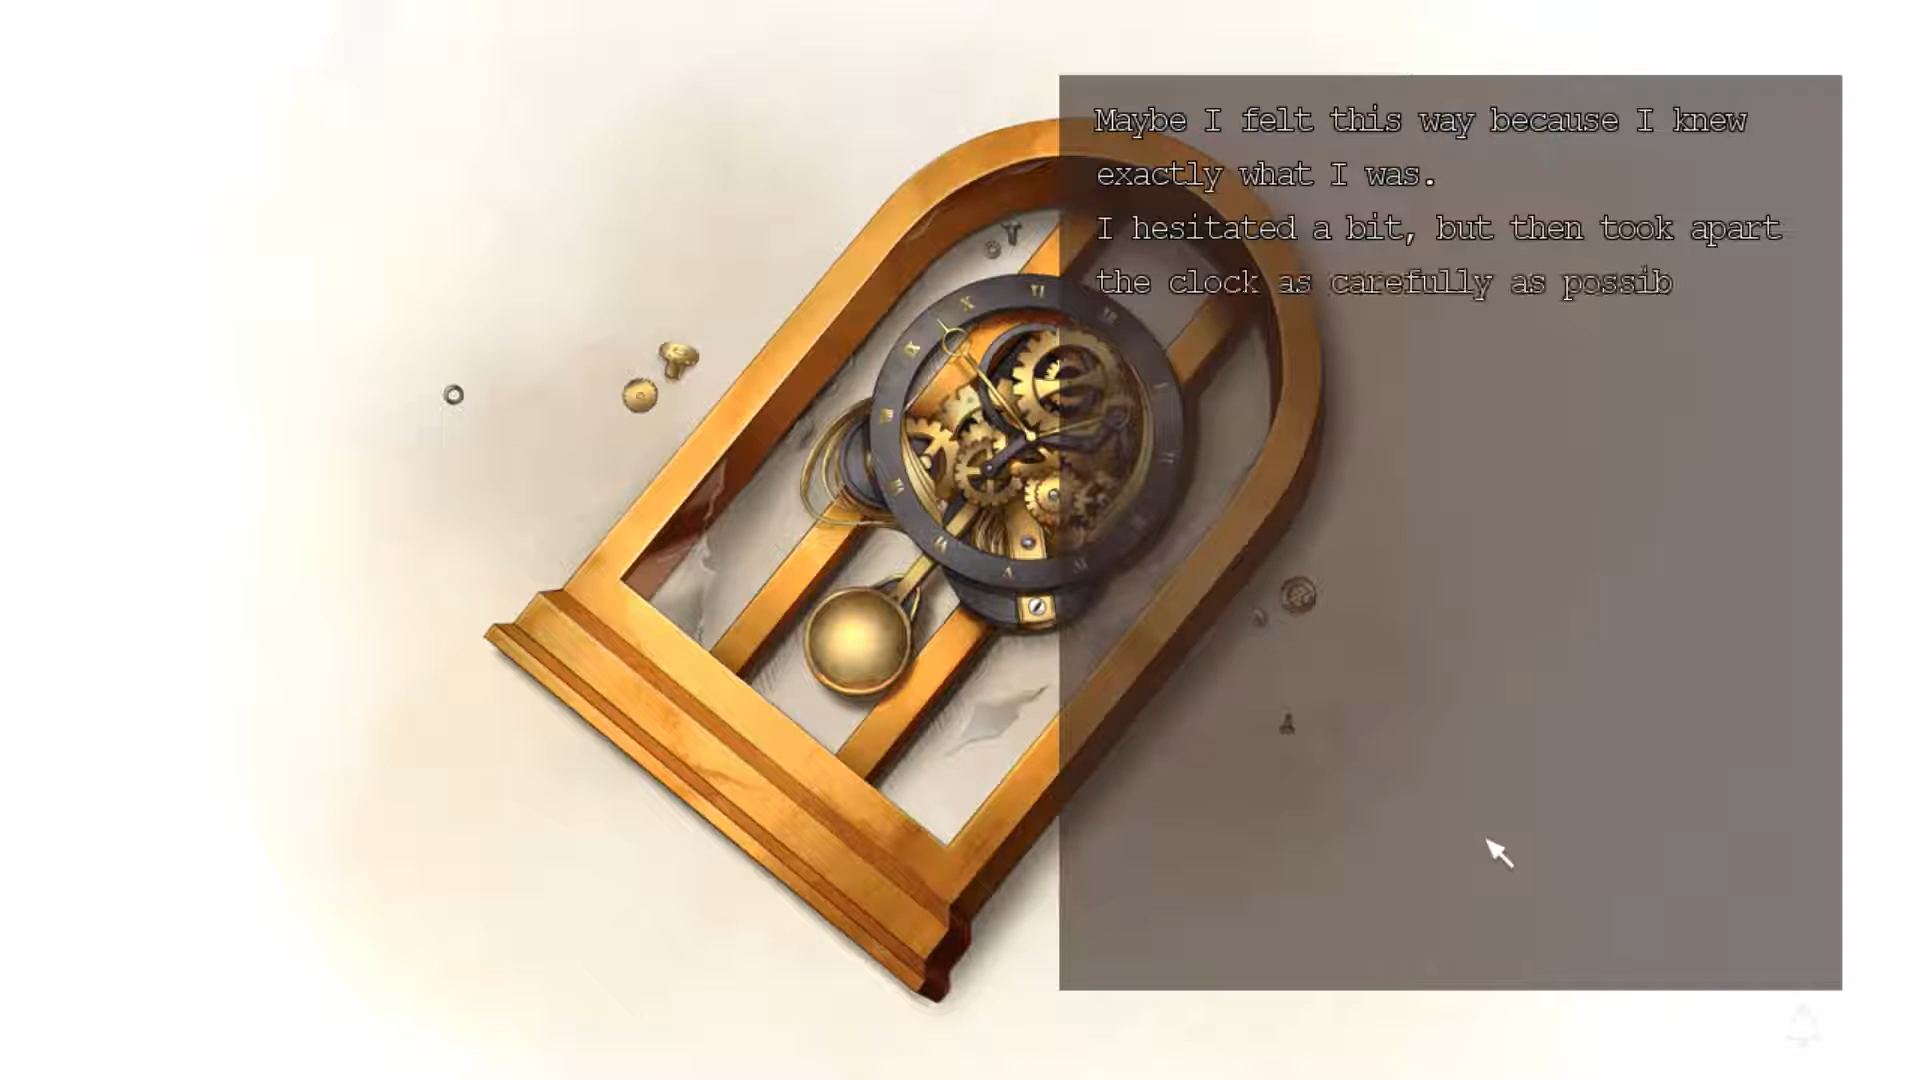 Maybe I felt this way because I knew
exactly what I was.
I hesitated a bit, but then took apart
the clock as carefully as possib